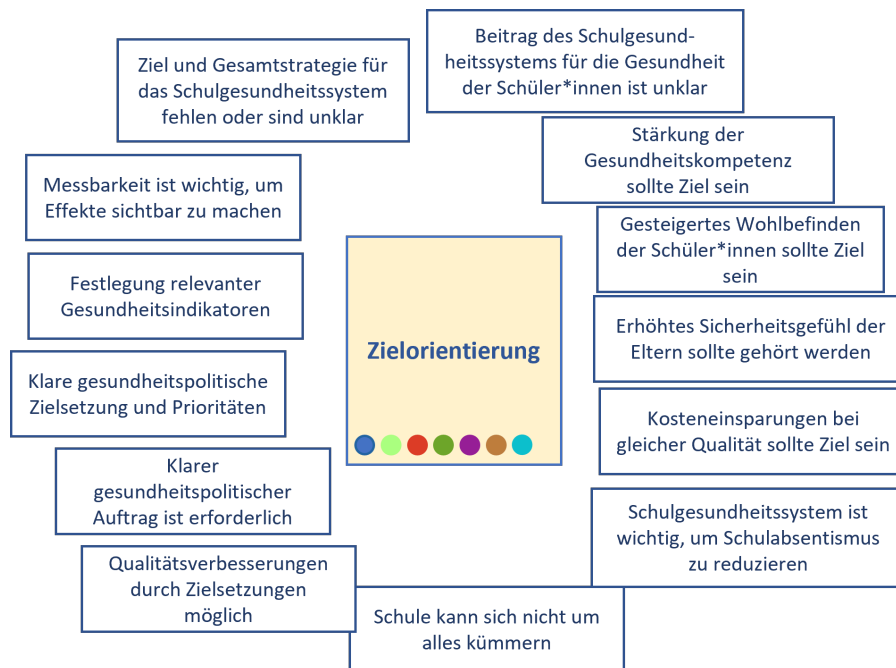 Beitrag des Schulgesund-
heitssystems für die Gesundheit
der Schüler*innen ist unklar
Ziel und Gesamtstrategie für
das Schulgesundheitssystem
fehlen oder sind unklar
Stärkung der
Gesundheitskompetenz
sollte Ziel sein
Messbarkeit ist wichtig, um
Effekte sichtbar zu machen
Gesteigertes Wohlbefinden
der Schüler*innen sollte Ziel
sein
Festlegung relevanter
Gesundheitsindikatoren
Erhöhtes Sicherheitsgefühl der
Eltern sollte gehört werden
Zielorientierung
Klare gesundheitspolitische
Zielsetzung und Prioritäten
Kosteneinsparungen bei
gleicher Qualität sollte Ziel sein
Klarer
gesundheitspolitischer
Auftrag ist erforderlich
Schulgesundheitssystem ist
wichtig, um Schulabsentismus
zu reduzieren
Qualitätsverbesserungen
durch Zielsetzungen
möglich
Schule kann sich nicht um
alles kümmern